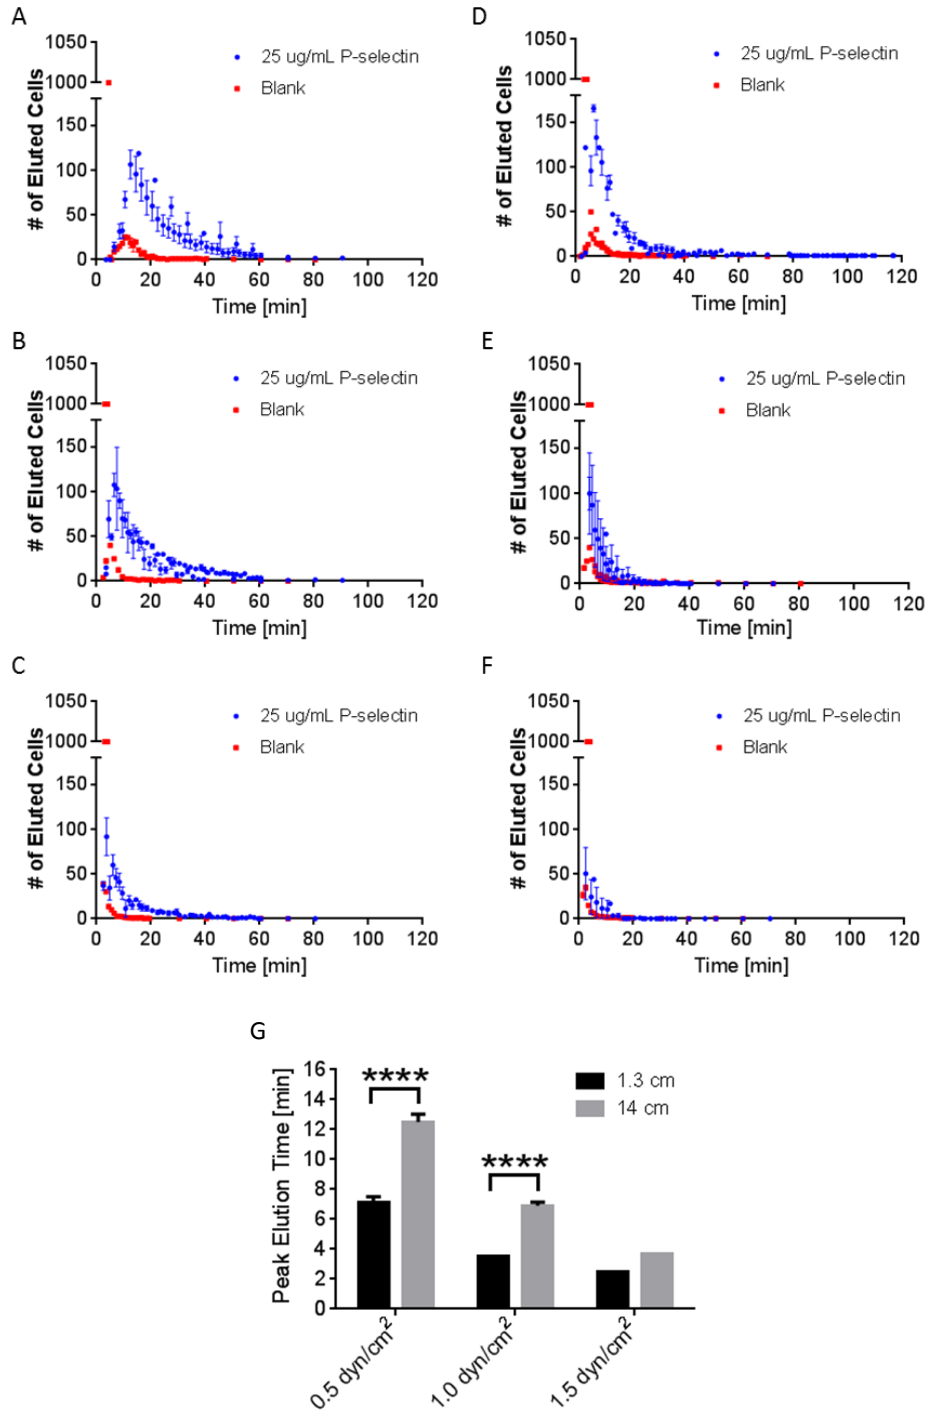 A
1050
1000
150
100
50
0
# of Eluted Cells
25 ug/mL P-selectin
Blank
0 20 40 60 80 100 120
Time [min]
D
1050
1000
150
100
50
0
# of Eluted Cells
25 ug/mL P-selectin
Blank
0 20 40 60 80 100 120
Time [min]
B
1050
1000
150
100
50
0
# of Eluted Cells
25 ug/mL P-selectin
Blank
0 20 40 60 80 100 120
Time [min]
E
1050
1000
150
100
50
0
# of Eluted Cells
25 ug/mL P-selectin
Blank
0 20 40 60 80 100 120
Time [min]
C
1050
1000
150
100
50
0
# of Eluted Cells
25 ug/mL P-selectin
Blank
0 20 40 60 80 100 120
Time [min]
F
1050
1000
150
100
50
0
# of Eluted Cells
25 ug/mL P-selectin
Blank
0 20 40 60 80 100 120
Time [min]
G
16
14
12
10
8
6
4
2
0
Peak Elution Time [min]
****
****
1.3 cm
14 cm
0.5 dyn/cm²
1.0 dyn/cm²
1.5 dyn/cm²